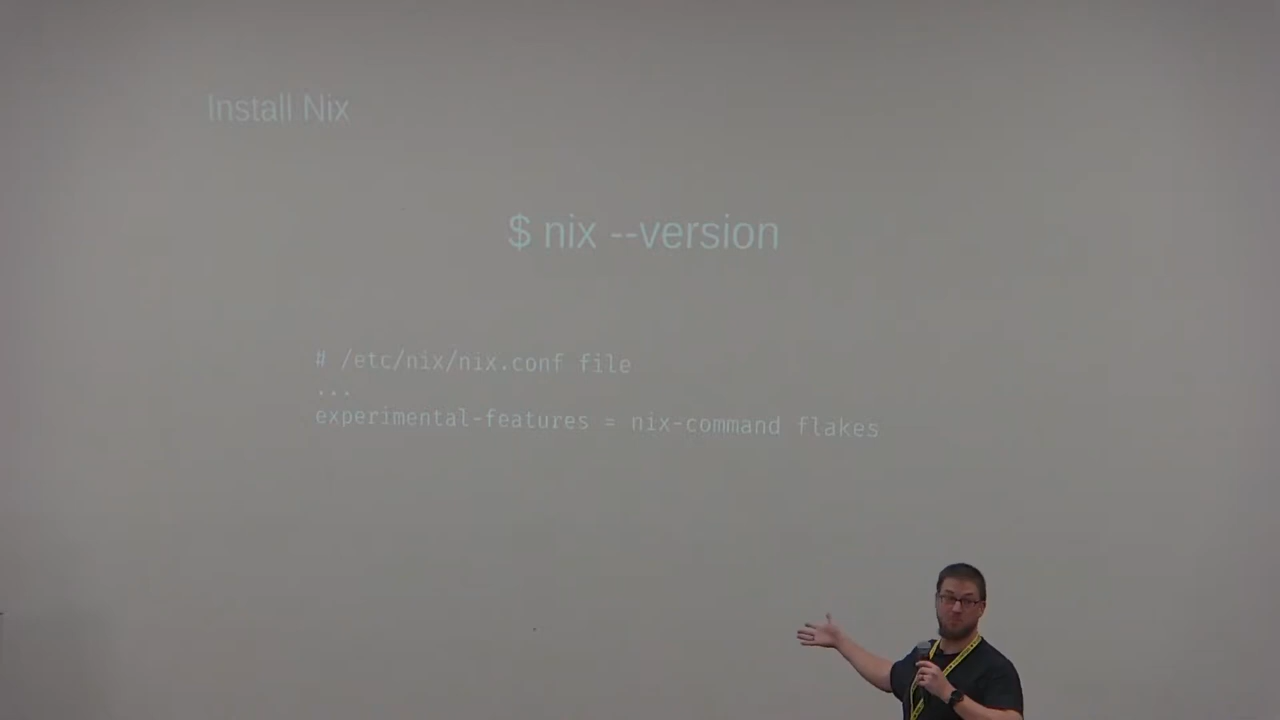 Install Nix
$ nix --version
# /etc/nix/nix.conf file
...
experimental-features = nix-command flakes